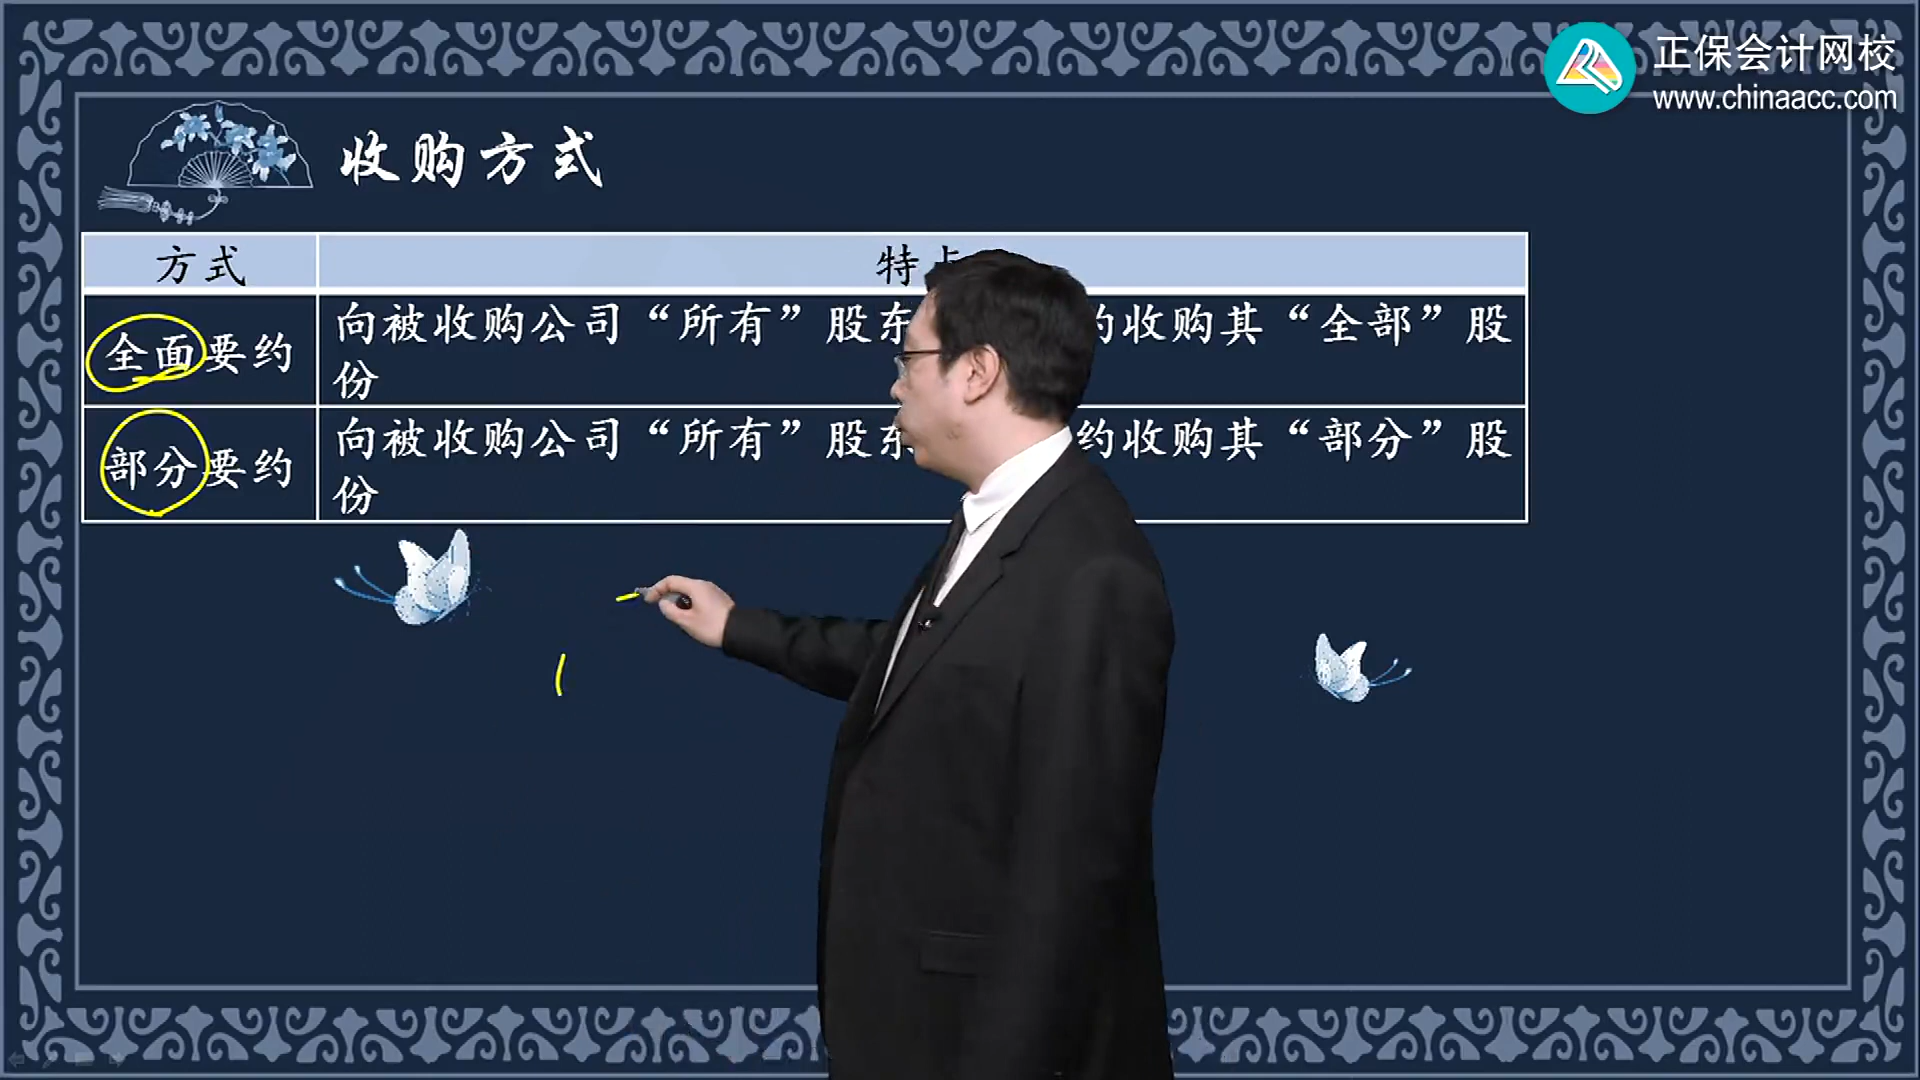 正保会计网校
www.chinaacc.com
收购方式
方式
特
全面要约
向被收购公司“所有”股东 约收购其“全部”股
份
部分要约
向被收购公司“所有”股东 约收购其“部分”股
份